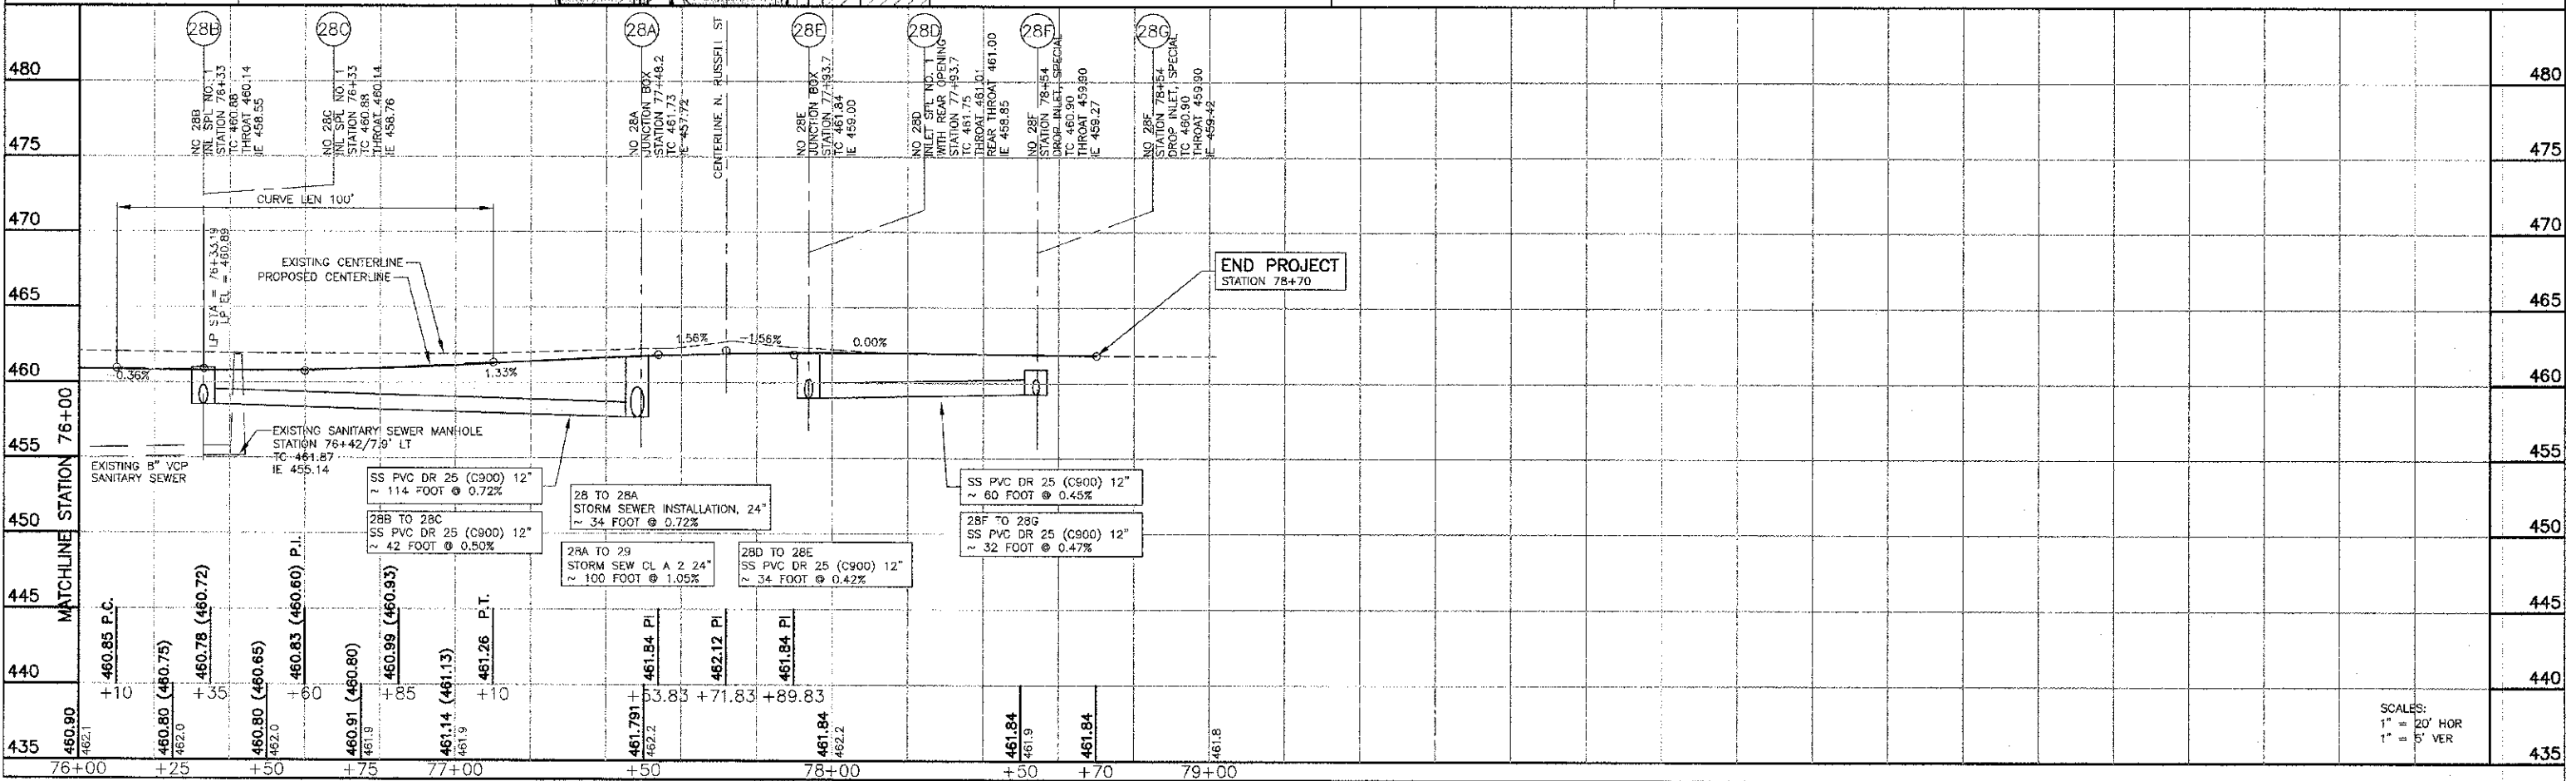 28B
28C
28A
28E
28D
28F
28G
NO 28B
INL SPL NO. 1
STATION 76+33
TC 460.88
THROAT 460.14
IE 458.55
NO 28C
INL SPL NO. 1
STATION 76+33
TC 460.88
THROAT 460.14
IE 458.76
NO 28A
JUNCTION BOX
STATION 77+48.2
TC 461.73
IE 457.72
CENTERLINE N. RUSSELL ST
NO 28E
JUNCTION BOX
STATION 77+93.7
TC 461.84
IE 459.00
NO 28D
INLET SPL NO. 1
WITH REAR OPENING
STATION 77+93.7
TC 461.75
THROAT 461.01
REAR THROAT 461.00
IE 458.85
NO 28F
STATION 78+54
DROP INLET, SPECIAL
TC 460.90
THROAT 459.90
IE 459.27
NO 28F
STATION 78+54
DROP INLET, SPECIAL
TC 460.90
THROAT 459.90
IE 459.42
480
475
470
465
460
455
450
445
440
435
480
475
470
465
460
455
450
445
440
435
CURVE LEN 100'
LP STA = 76+33.19
LP EL = 460.89
EXISTING CENTERLINE
PROPOSED CENTERLINE
-0.36%
1.33%
1.56%
-1.56%
0.00%
END PROJECT
STATION 78+70
MATCHLINE STATION 76+00
EXISTING 8" VCP
SANITARY SEWER
EXISTING SANITARY SEWER MANHOLE
STATION 76+42/7.9' LT
TC 461.87
IE 455.14
SS PVC DR 25 (C900) 12"
~ 114 FOOT @ 0.72%
28B TO 28C
SS PVC DR 25 (C900) 12"
~ 42 FOOT @ 0.50%
28 TO 28A
STORM SEWER INSTALLATION, 24"
~ 34 FOOT @ 0.72%
28A TO 29
STORM SEW CL A 2 24"
~ 100 FOOT @ 1.05%
28D TO 28E
SS PVC DR 25 (C900) 12"
~ 34 FOOT @ 0.42%
SS PVC DR 25 (C900) 12"
~ 60 FOOT @ 0.45%
28F TO 28G
SS PVC DR 25 (C900) 12"
~ 32 FOOT @ 0.47%
460.85 P.C.
460.78 (460.72)
460.83 (460.60) P.I.
460.99 (460.93)
461.26 P.T.
461.84 PI
462.12 PI
461.84 PI
+10
+35
+60
+85
+10
+53.83
+71.83
+89.83
460.90
462.1
460.80 (460.75)
462.0
460.80 (460.65)
462.0
460.91 (460.80)
461.9
461.14 (461.13)
461.9
461.791
462.2
461.84
462.2
461.84
461.9
461.84
461.8
76+00
+25
+50
+75
77+00
+50
78+00
+50
+70
79+00
SCALES:
1" = 20' HOR
1" = 5' VER